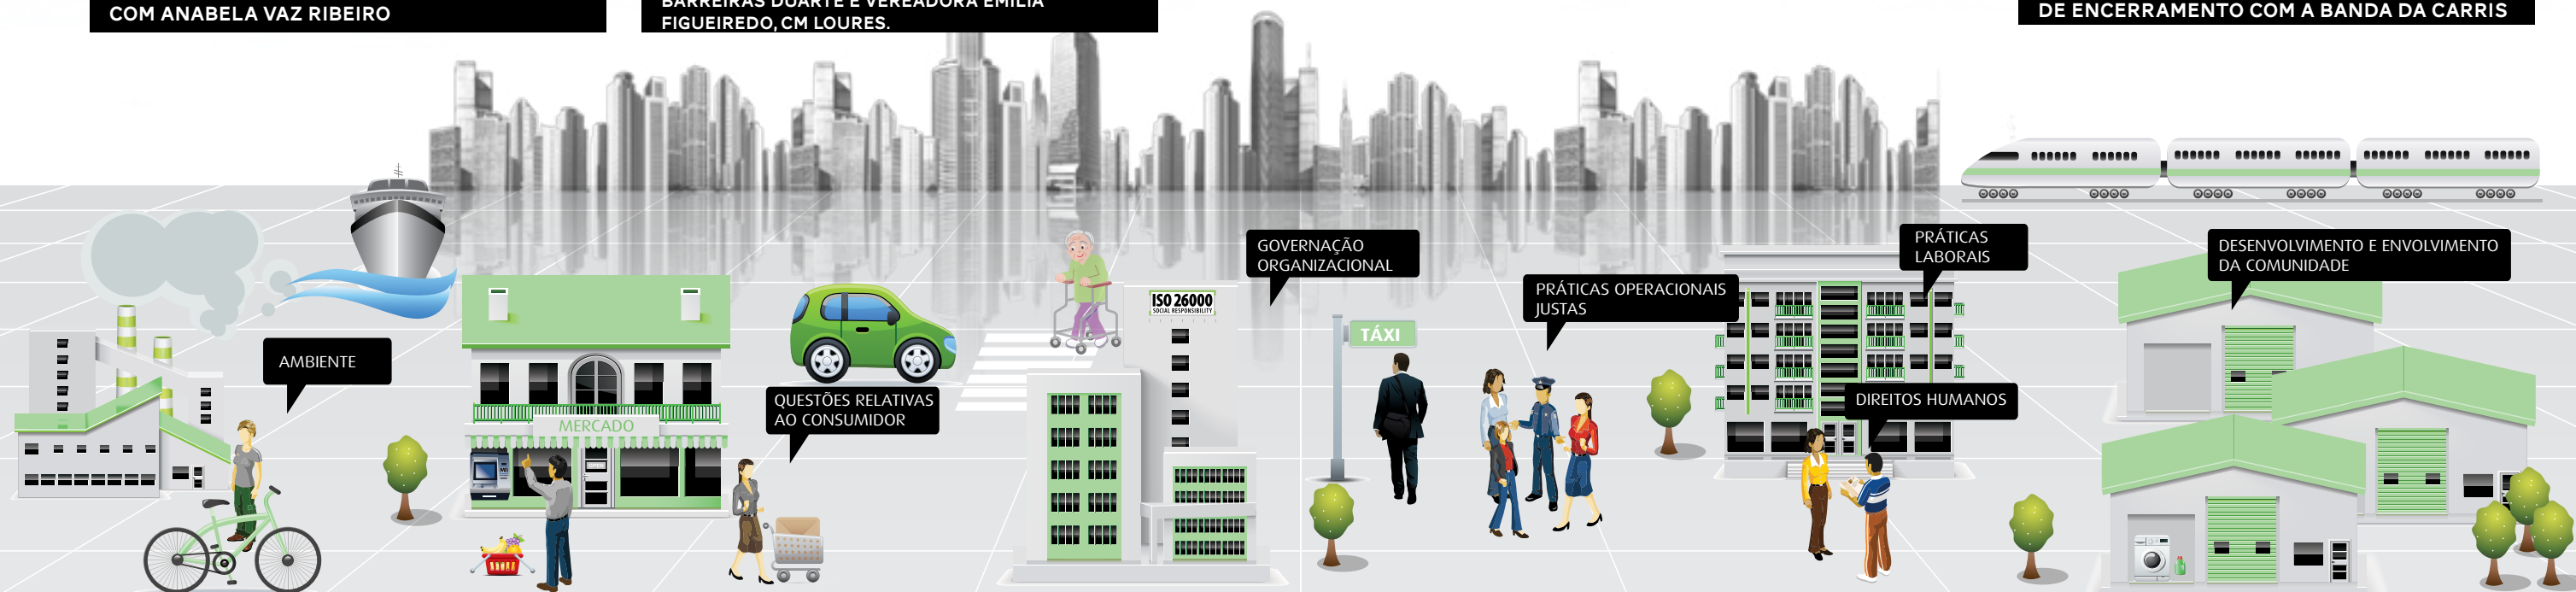 COM ANABELA VAZ RIBEIRO
BARREIRAS DUARTE E VEREADORA EMÍLIA
FIGUEIREDO, CM LOURES.
DE ENCERRAMENTO COM A BANDA DA CARRIS
GOVERNAÇÃO
ORGANIZACIONAL
PRÁTICAS
LABORAIS
DESENVOLVIMENTO E ENVOLVIMENTO
DA COMUNIDADE
PRÁTICAS OPERACIONAIS
JUSTAS
ISO 26000
SOCIAL RESPONSIBILITY
TÁXI
AMBIENTE
QUESTÕES RELATIVAS
AO CONSUMIDOR
DIREITOS HUMANOS
MERCADO
OPEN